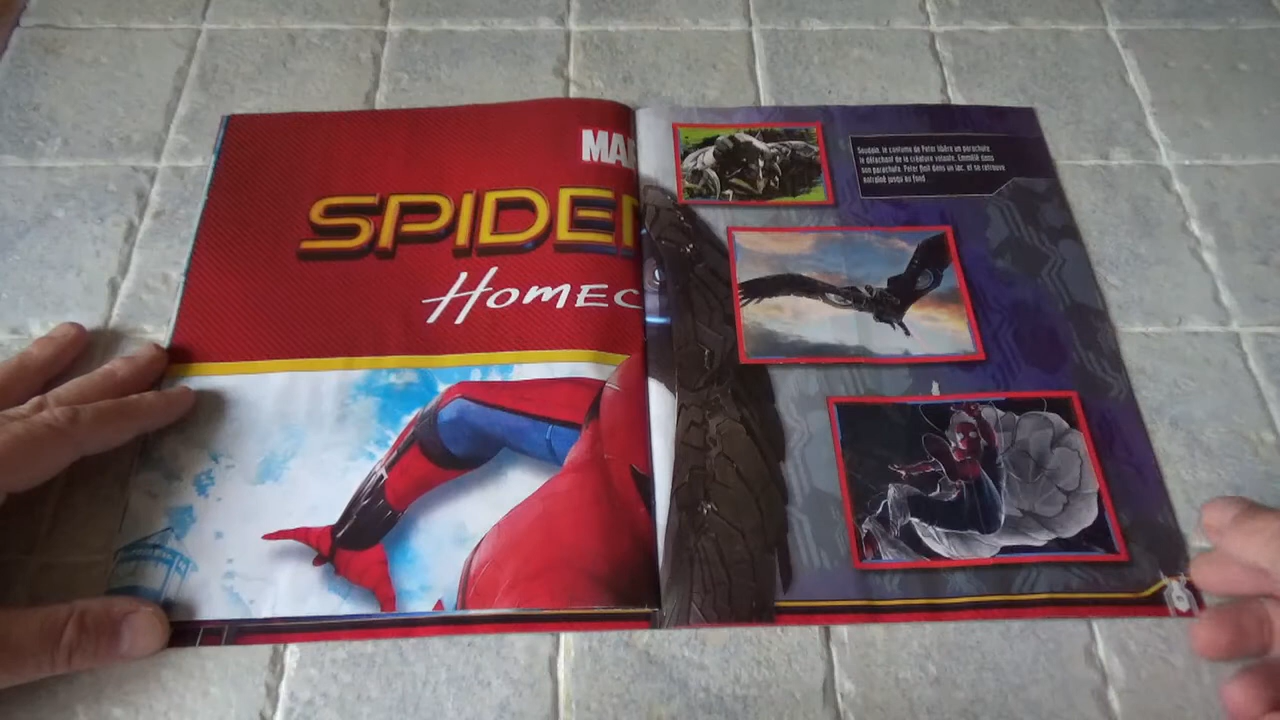 MAR
SPIDER
HOMEC
Soudain, le costume de Peter libère un parachute,
le détachant de la créature volante. Emmêlé dans
son parachute, Peter finit dans un lac, et se retrouve
entraîné jusqu'au fond.